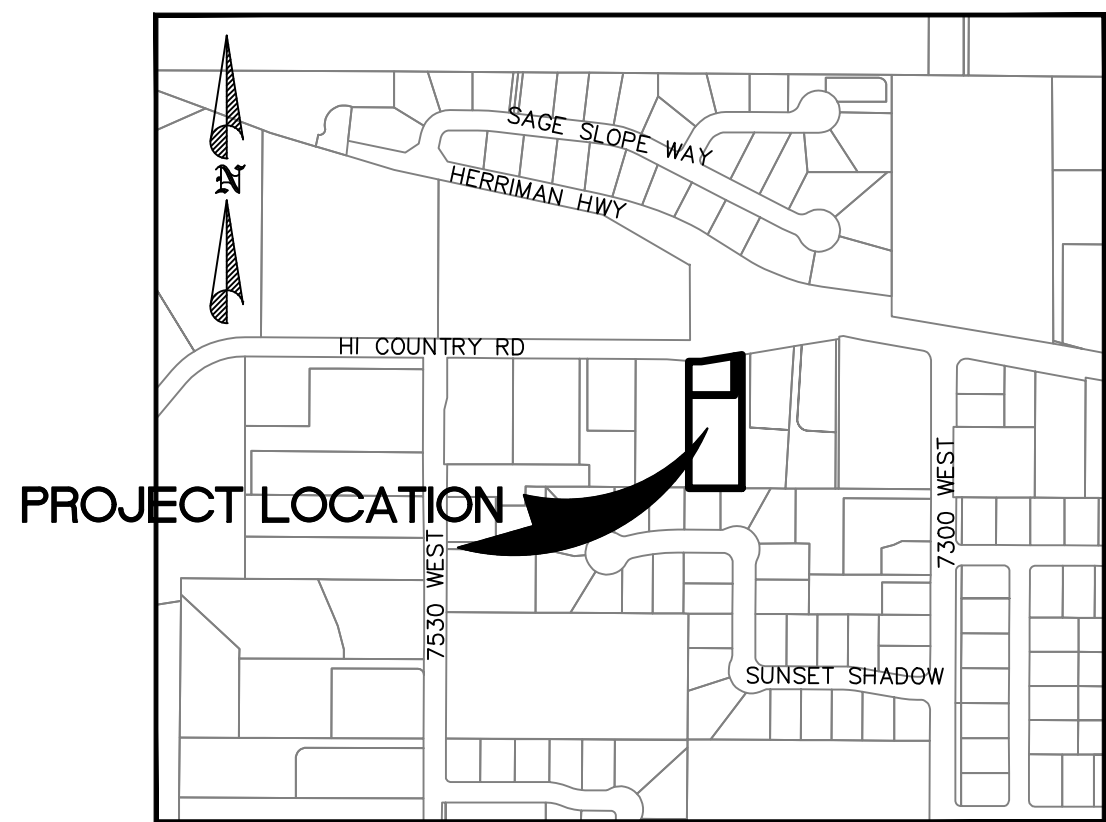 SAGE SLOPE WAY
HERRIMAN HWY
N
HI COUNTRY RD
7300 WEST
PROJECT LOCATION
7530 WEST
SUNSET SHADOW